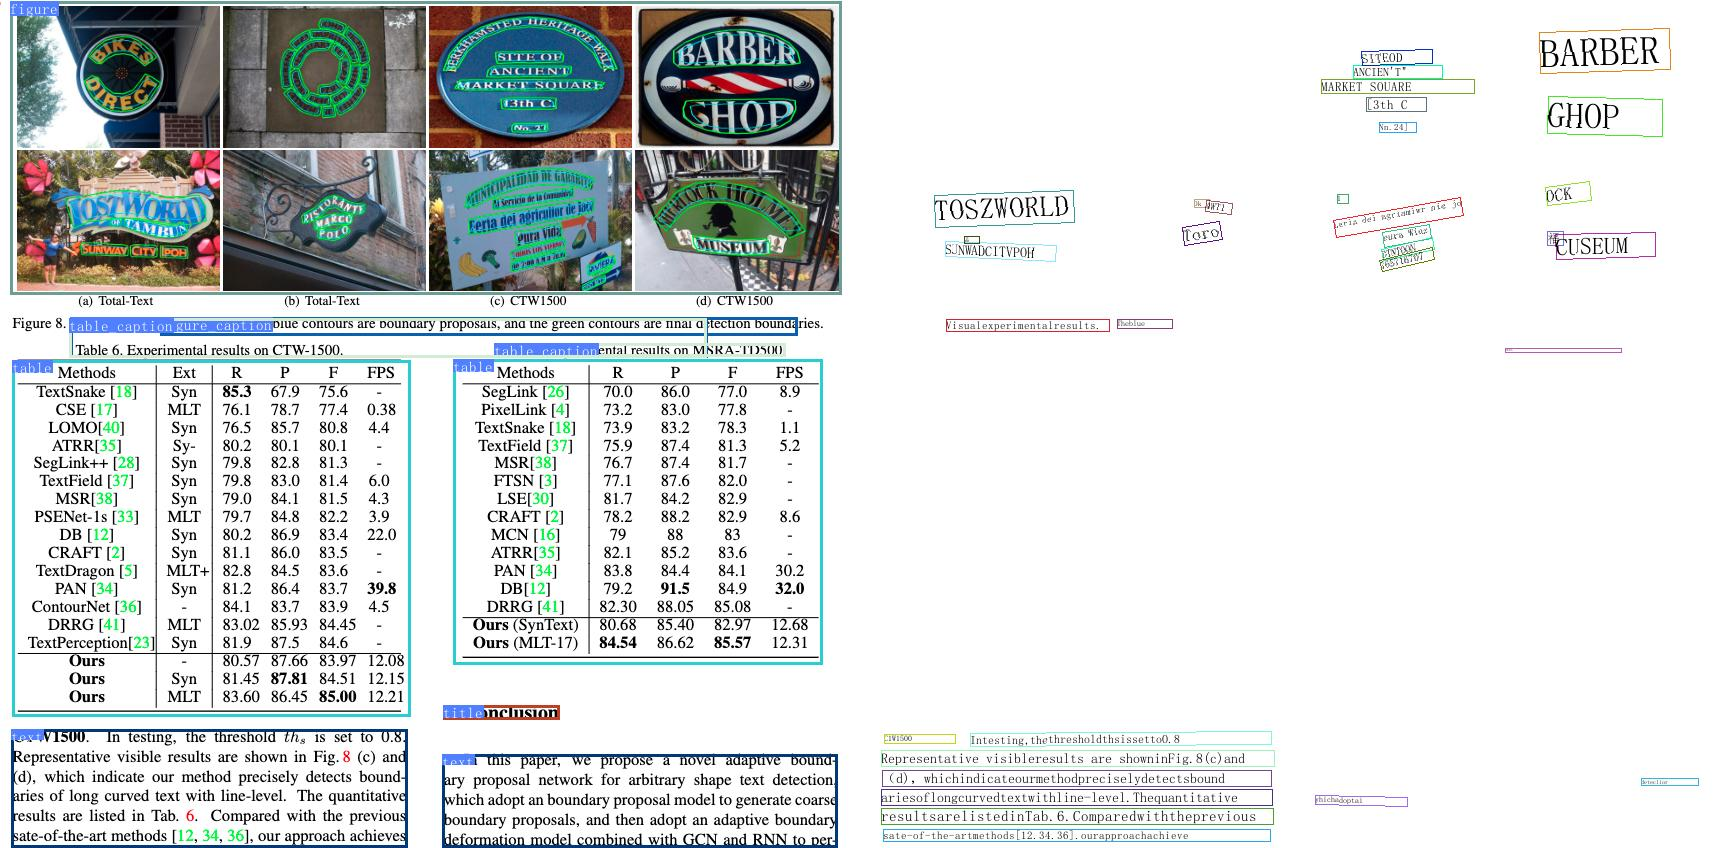 figure
BIKES
DIRECT
BERKHAMSTED HERITAGE WALK
SITE OF
ANCIENT
MARKET SQUARE
13th C.
No. 27
BARBER
SHOP
LOST WORLD
OF TAMBUN
SUNWAY CITY IPOH
RISTORANTE
MARCO
POLO
MUNICIPALIDAD DE GARABITO
Al Servicio de la Comunidad
Feria del agricultor de jacó
pura Vida
RIVIERA
SHERLOCK HOLMES
MUSEUM
(a) Total-Text
(b) Total-Text
(c) CTW1500
(d) CTW1500
Figure 8.
table_caption
gure_caption
blue contours are boundary proposals, and the green contours are final detection boundaries.
Table 6. Experimental results on CTW-1500.
table_caption
ental results on MSRA-TD500
table
Methods Ext R P F FPS
TextSnake [18] Syn 85.3 67.9 75.6 -
CSE [17] MLT 76.1 78.7 77.4 0.38
LOMO[40] Syn 76.5 85.7 80.8 4.4
ATRR[35] Sy- 80.2 80.1 80.1 -
SegLink++ [28] Syn 79.8 82.8 81.3 -
TextField [37] Syn 79.8 83.0 81.4 6.0
MSR[38] Syn 79.0 84.1 81.5 4.3
PSENet-1s [33] MLT 79.7 84.8 82.2 3.9
DB [12] Syn 80.2 86.9 83.4 22.0
CRAFT [2] Syn 81.1 86.0 83.5 -
TextDragon [5] MLT+ 82.8 84.5 83.6 -
PAN [34] Syn 81.2 86.4 83.7 39.8
ContourNet [36] - 84.1 83.7 83.9 4.5
DRRG [41] MLT 83.02 85.93 84.45 -
TextPerception[23] Syn 81.9 87.5 84.6 -
Ours - 80.57 87.66 83.97 12.08
Ours Syn 81.45 87.81 84.51 12.15
Ours MLT 83.60 86.45 85.00 12.21
table
Methods R P F FPS
SegLink [26] 70.0 86.0 77.0 8.9
PixelLink [4] 73.2 83.0 77.8 -
TextSnake [18] 73.9 83.2 78.3 1.1
TextField [37] 75.9 87.4 81.3 5.2
MSR[38] 76.7 87.4 81.7 -
FTSN [3] 77.1 87.6 82.0 -
LSE[30] 81.7 84.2 82.9 -
CRAFT [2] 78.2 88.2 82.9 8.6
MCN [16] 79 88 83 -
ATRR[35] 82.1 85.2 83.6 -
PAN [34] 83.8 84.4 84.1 30.2
DB[12] 79.2 91.5 84.9 32.0
DRRG [41] 82.30 88.05 85.08 -
Ours (SynText) 80.68 85.40 82.97 12.68
Ours (MLT-17) 84.54 86.62 85.57 12.31
text
W1500. In testing, the threshold ths is set to 0.8.
Representative visible results are shown in Fig. 8 (c) and
(d), which indicate our method precisely detects bound-
aries of long curved text with line-level. The quantitative
results are listed in Tab. 6. Compared with the previous
sate-of-the-art methods [12, 34, 36], our approach achieves
title
onclusion
text
this paper, we propose a novel adaptive bound-
ary proposal network for arbitrary shape text detection,
which adopt an boundary proposal model to generate coarse
boundary proposals, and then adopt an adaptive boundary
deformation model combined with GCN and RNN to per-
SITEOD
ANCIEN'T"
MARKET SQUARE
[3th C
Nn.24]
BARBER
GHOP
TOSZWORLD
SJNWADCITVPOH
Toro
eura Wiaz
OCK
CUSEUM
Visualexperimentalresults.
Theblue
CIW1500
Intesting,thethresholdthsissetto0.8
Representative visibleresults are showninFig.8(c)and
(d), whichindicateourmethodpreciselydetectsbound
ariesoflongcurvedtextwithline-level.Thequantitative
resultsarelistedinTab.6.Comparedwiththeprevious
sate-of-the-artmethods[12.34.36].ourapproachachieve
detection
whichadoptai